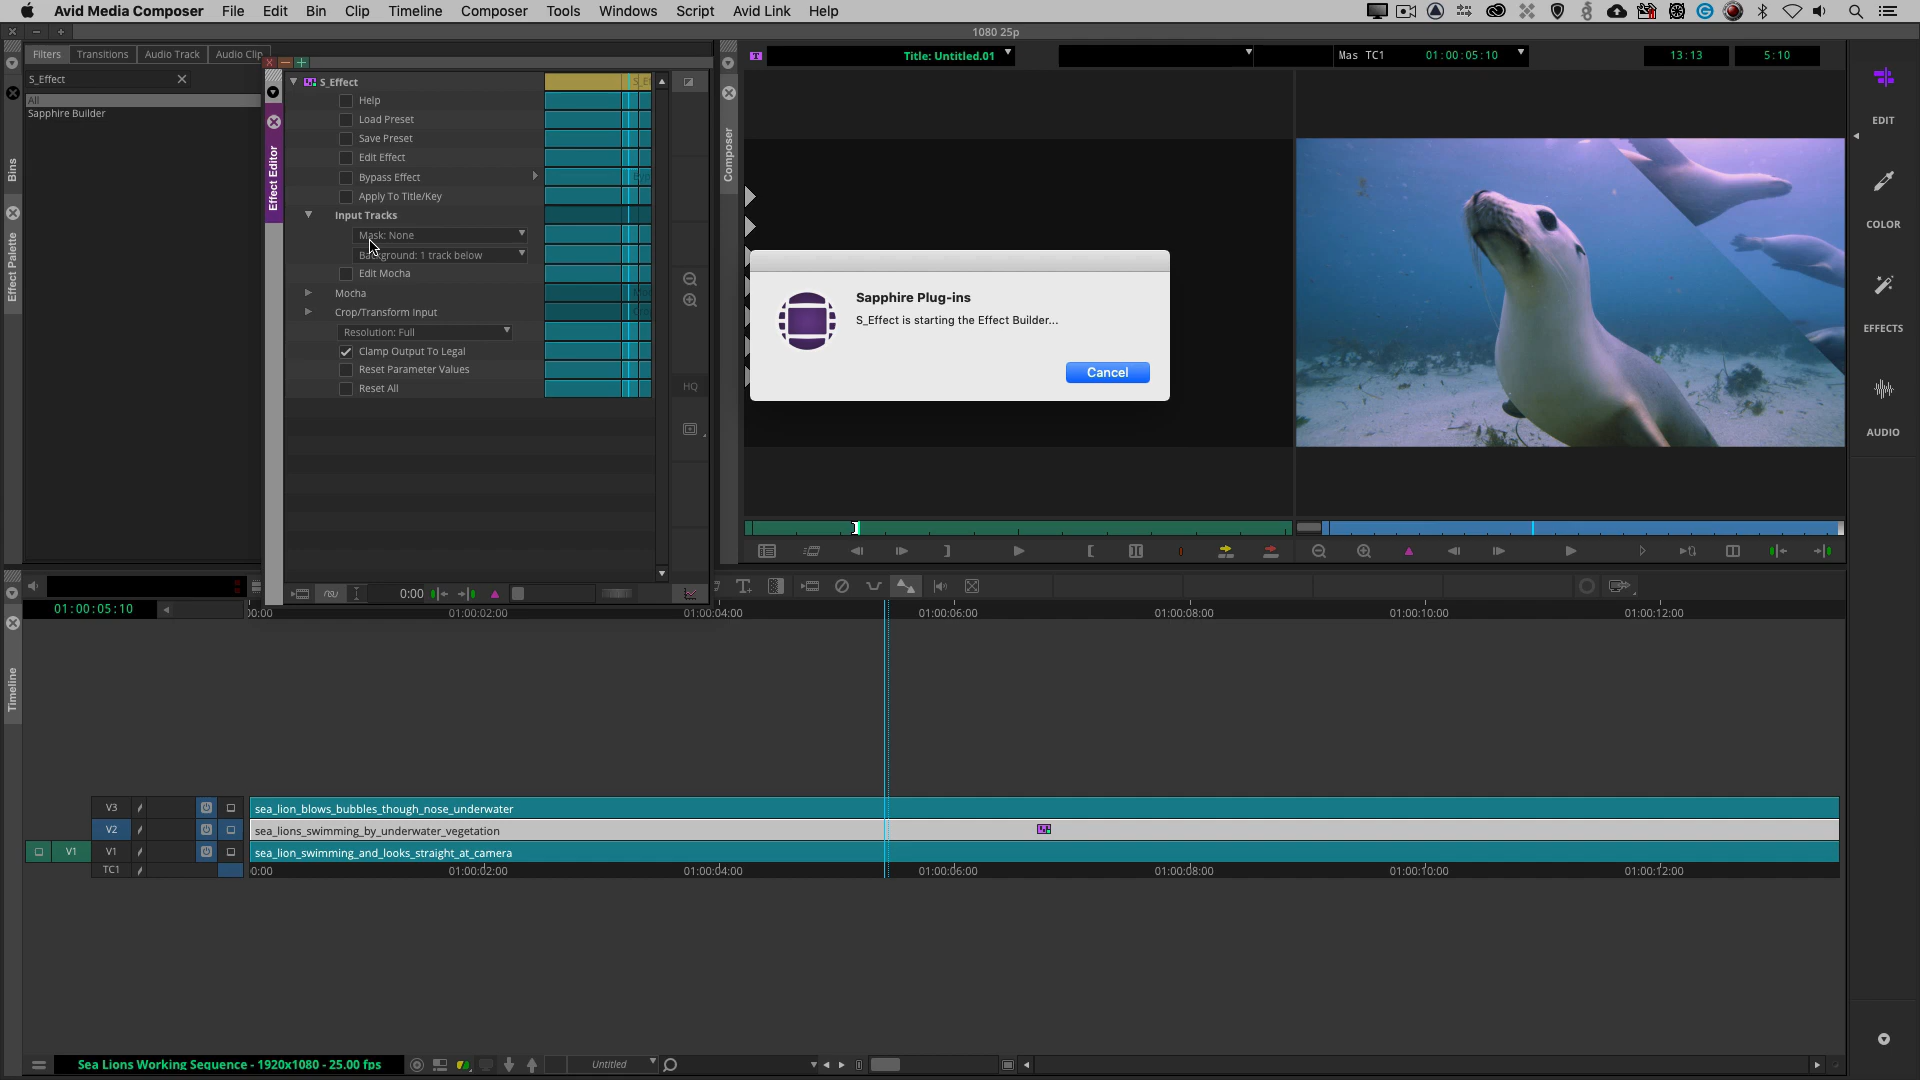 Avid Media Composer File Edit Bin Clip Timeline Composer Tools Windows Script Avid Link Help
1080 25p
Filters Transitions Audio Track Audio Clip
S_Effect
All
Sapphire Builder
Bins
Effect Palette
Effect Editor
S_Effect
Help
Load Preset
Save Preset
Edit Effect
Bypass Effect
Apply To Title/Key
Input Tracks
Mask: None
Background: 1 track below
Edit Mocha
Mocha
Crop/Transform Input
Resolution: Full
Clamp Output To Legal
Reset Parameter Values
Reset All
HQ
0:00
Composer
Title: Untitled.01
Mas TC1 01:00:05:10
13:13
5:10
Sapphire Plug-ins
S_Effect is starting the Effect Builder...
Cancel
EDIT
COLOR
EFFECTS
AUDIO
Timeline
01:00:05:10
0:00 01:00:02:00 01:00:04:00 01:00:06:00 01:00:08:00 01:00:10:00 01:00:12:00
V3 sea_lion_blows_bubbles_though_nose_underwater
V2 sea_lions_swimming_by_underwater_vegetation
V1 V1 sea_lion_swimming_and_looks_straight_at_camera
TC1 0:00 01:00:02:00 01:00:04:00 01:00:06:00 01:00:08:00 01:00:10:00 01:00:12:00
Sea Lions Working Sequence - 1920x1080 - 25.00 fps
Untitled